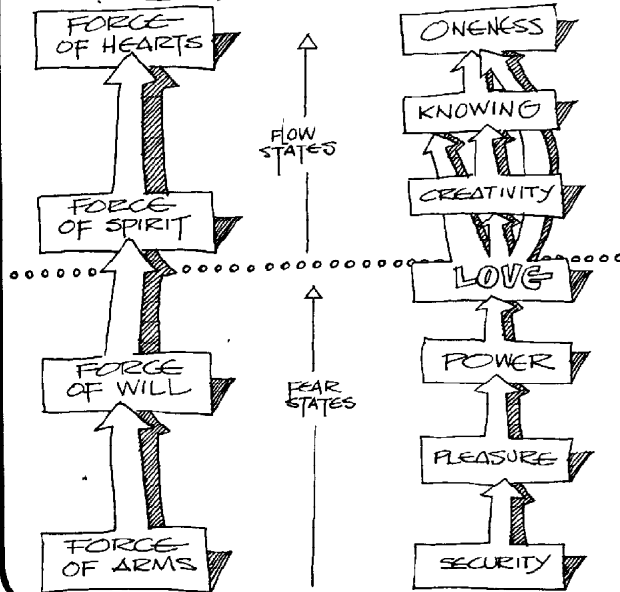 FORCE
OF HEARTS
FORCE
OF SPIRIT
FORCE
OF WILL
FORCE
OF ARMS
FLOW
STATES
FEAR
STATES
ONENESS
KNOWING
CREATIVITY
LOVE
POWER
PLEASURE
SECURITY